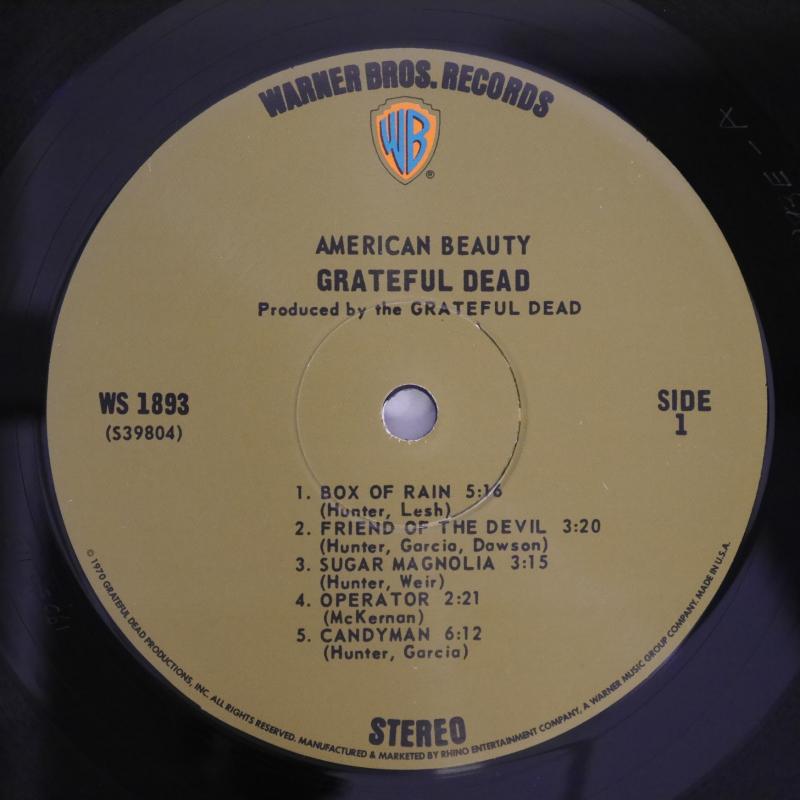 WARNER BROS. RECORDS
WB
®
AMERICAN BEAUTY
GRATEFUL DEAD
Produced by the GRATEFUL DEAD
WS 1893
(S39804)
SIDE
1
1. BOX OF RAIN 5:16
(Hunter, Lesh)
2. FRIEND OF THE DEVIL 3:20
(Hunter, Garcia, Dawson)
3. SUGAR MAGNOLIA 3:15
(Hunter, Weir)
4. OPERATOR 2:21
(McKernan)
5. CANDYMAN 6:12
(Hunter, Garcia)
STEREO
© 1970 GRATEFUL DEAD PRODUCTIONS, INC. ALL RIGHTS RESERVED. MANUFACTURED & MARKETED BY RHINO ENTERTAINMENT COMPANY, A WARNER MUSIC GROUP COMPANY. MADE IN U.S.A.